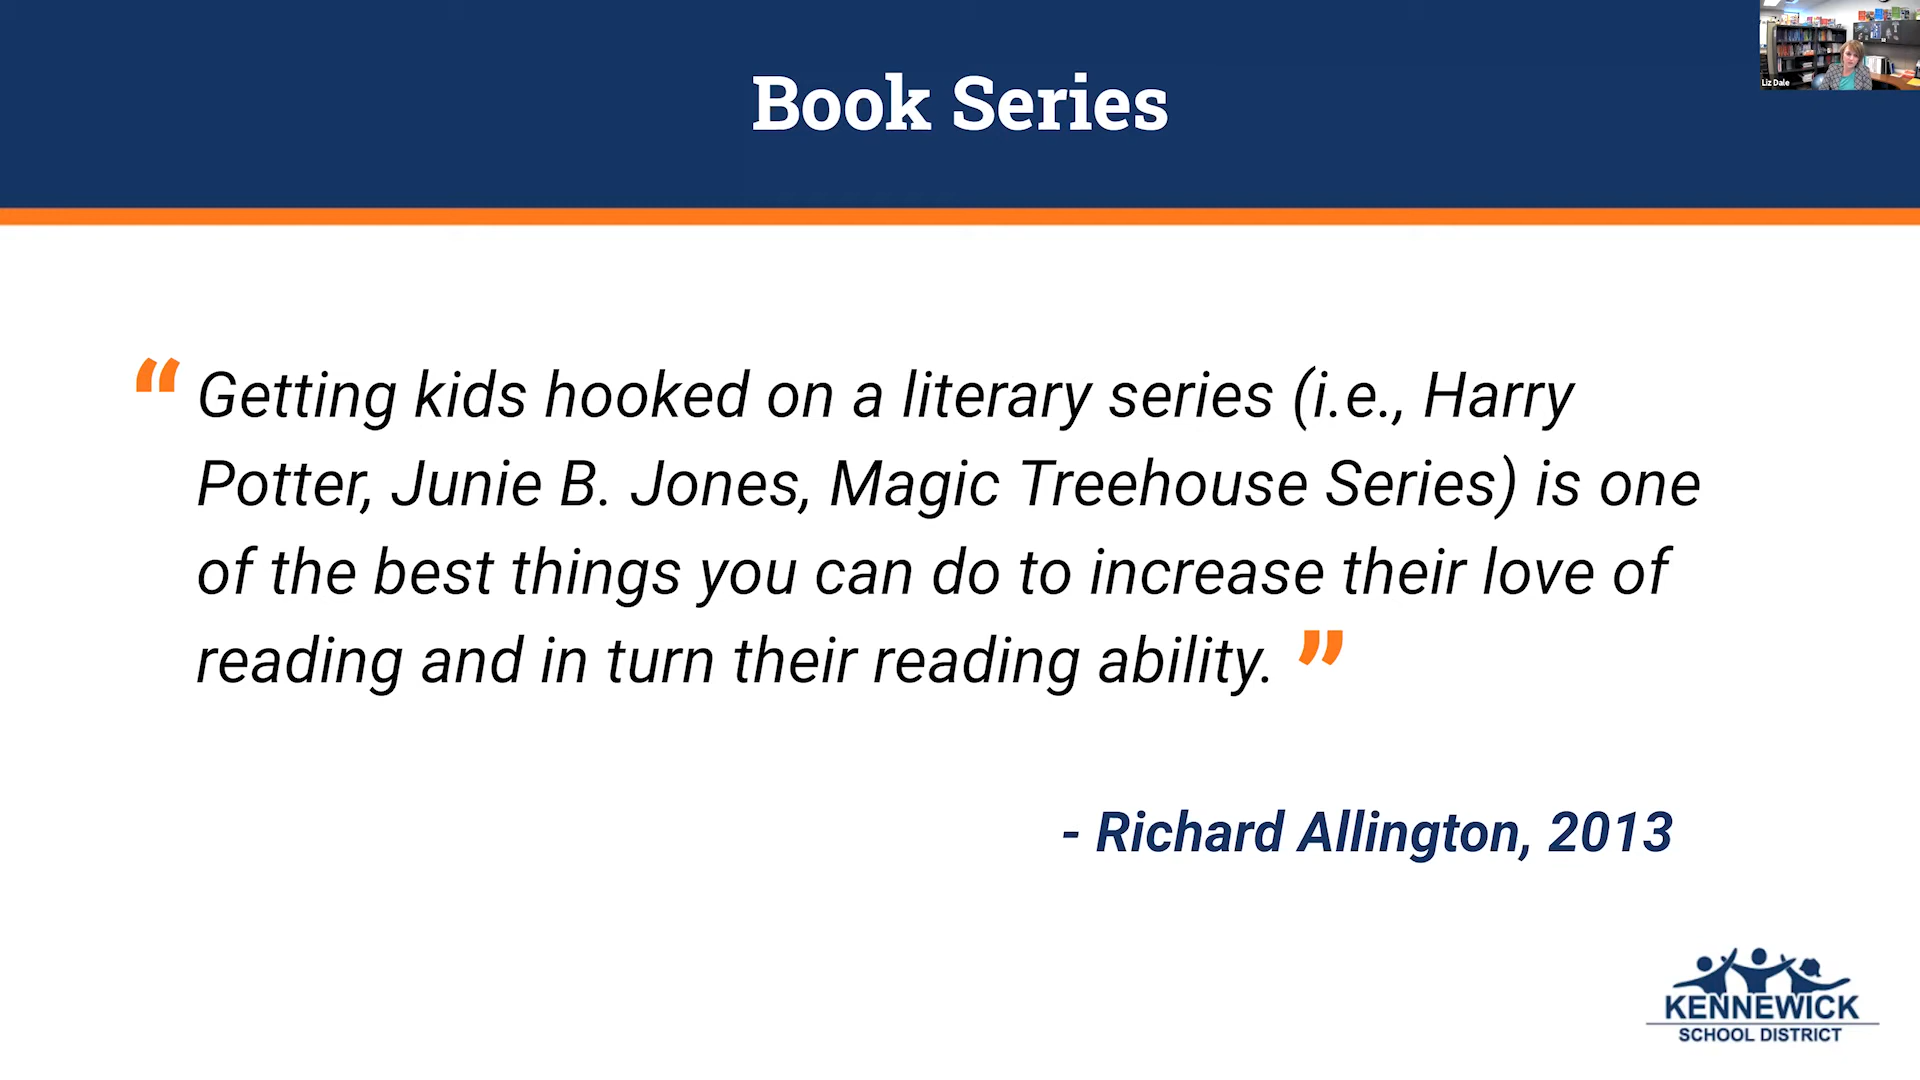 Book Series
Liz Dale
“Getting kids hooked on a literary series (i.e., Harry
Potter, Junie B. Jones, Magic Treehouse Series) is one
of the best things you can do to increase their love of
reading and in turn their reading ability.”
- Richard Allington, 2013
KENNEWICK
SCHOOL DISTRICT